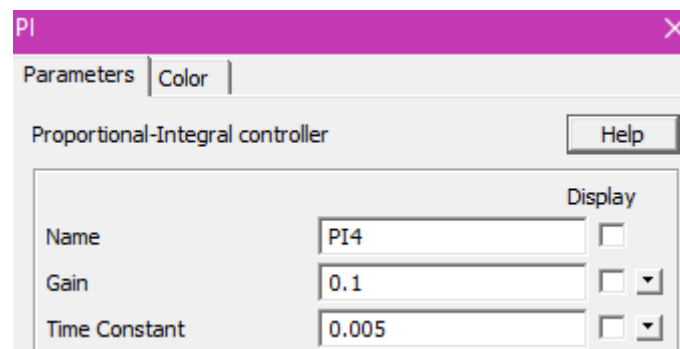 PI
Parameters Color
Proportional-Integral controller Help
Display
Name PI4
Gain 0.1
Time Constant 0.005